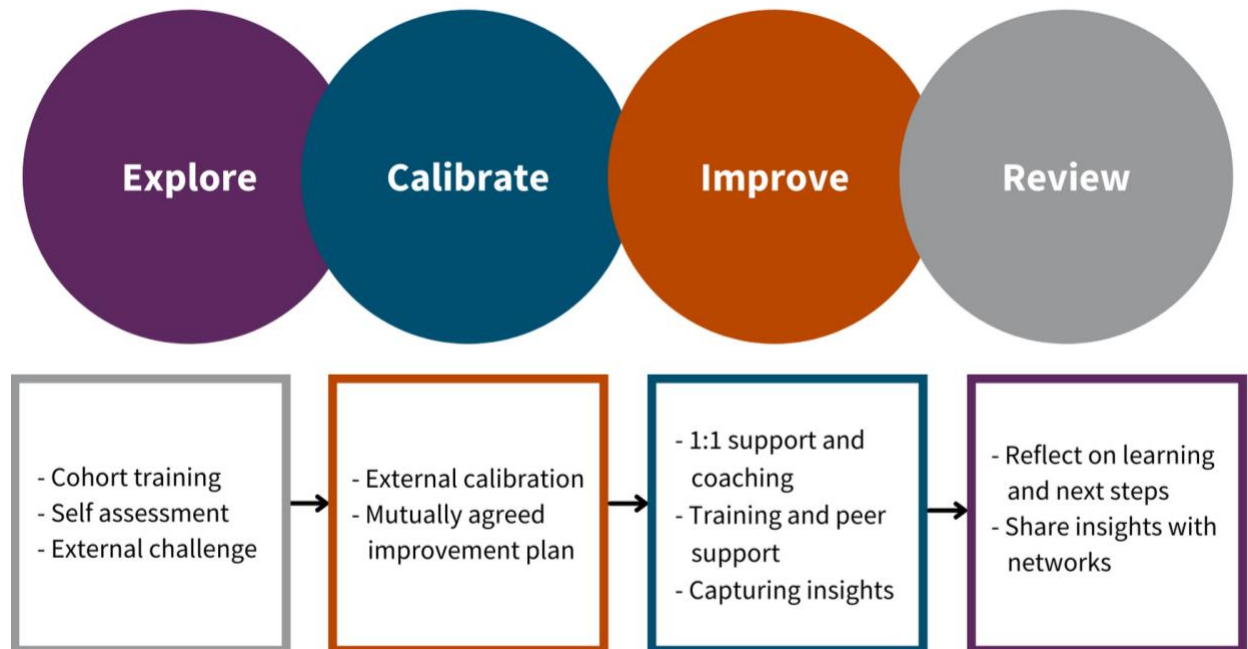 Explore
Calibrate
Improve
Review
- Cohort training
- Self assessment
- External challenge
- External calibration
- Mutually agreed
improvement plan
- 1:1 support and
coaching
- Training and peer
support
- Capturing insights
- Reflect on learning
and next steps
- Share insights with
networks